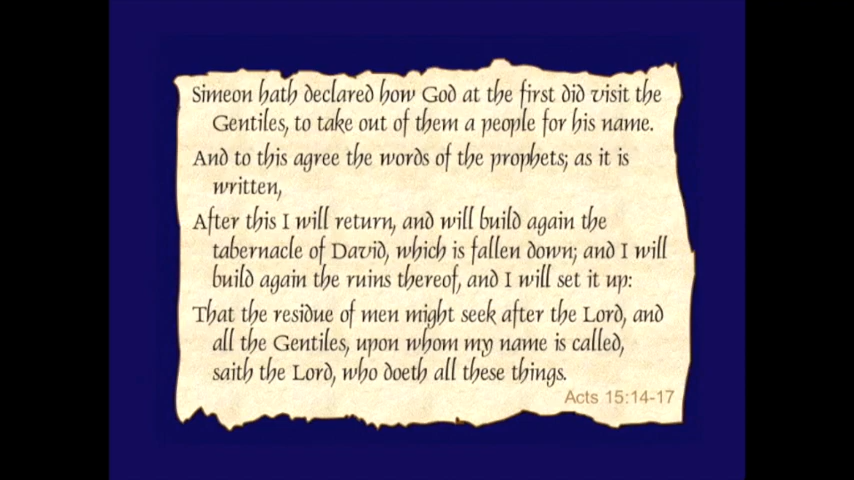 Simeon hath declared how God at the first did visit the
Gentiles, to take out of them a people for his name.
And to this agree the words of the prophets; as it is
written,
After this I will return, and will build again the
tabernacle of David, which is fallen down; and I will
build again the ruins thereof, and I will set it up:
That the residue of men might seek after the Lord, and
all the Gentiles, upon whom my name is called,
saith the Lord, who doeth all these things.
Acts 15:14-17